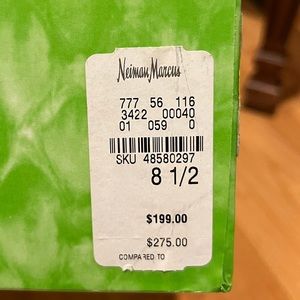 Neiman Marcus
777 56 116
3422 00040
01 059 0
SKU 48580297
8 1/2
$199.00
$275.00
COMPARED TO